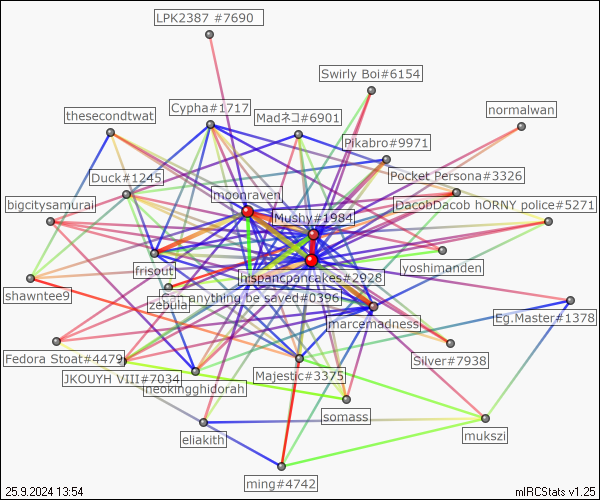 LPK2387 #7690
Swirly Boi#6154
Cypha#1717
thesecondtwat
Madネコ#6901
normalwan
Pikabro#9971
Duck#1245
Pocket Persona#3326
moonraven
bigcitysamurai
DacobDacob hORNY police#5271
Mushy#1984
frisout
yoshimanden
nispancpancakes#2928
shawntee9
zebula
Can anything be saved#0396
Eg.Master#1378
marcemadness
Fedora Stoat#4479
Silver#7938
JKOUYH VIII#7034
Majestic#3375
neokingghidorah
somass
eliakith
mukszi
ming#4742
25.9.2024 13:54
mIRCStats v1.25